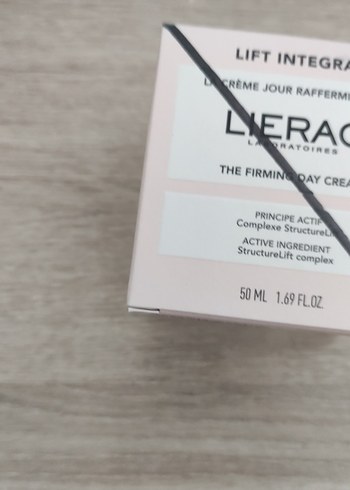 LIFT INTEGRA
LA CRÈME JOUR RAFFERMI
LIERAC
LABORATOIRES
THE FIRMING DAY CREA
PRINCIPE ACTIF
Complexe StructureLi
ACTIVE INGREDIENT
StructureLift complex
50 ML 1.69 FL.OZ.